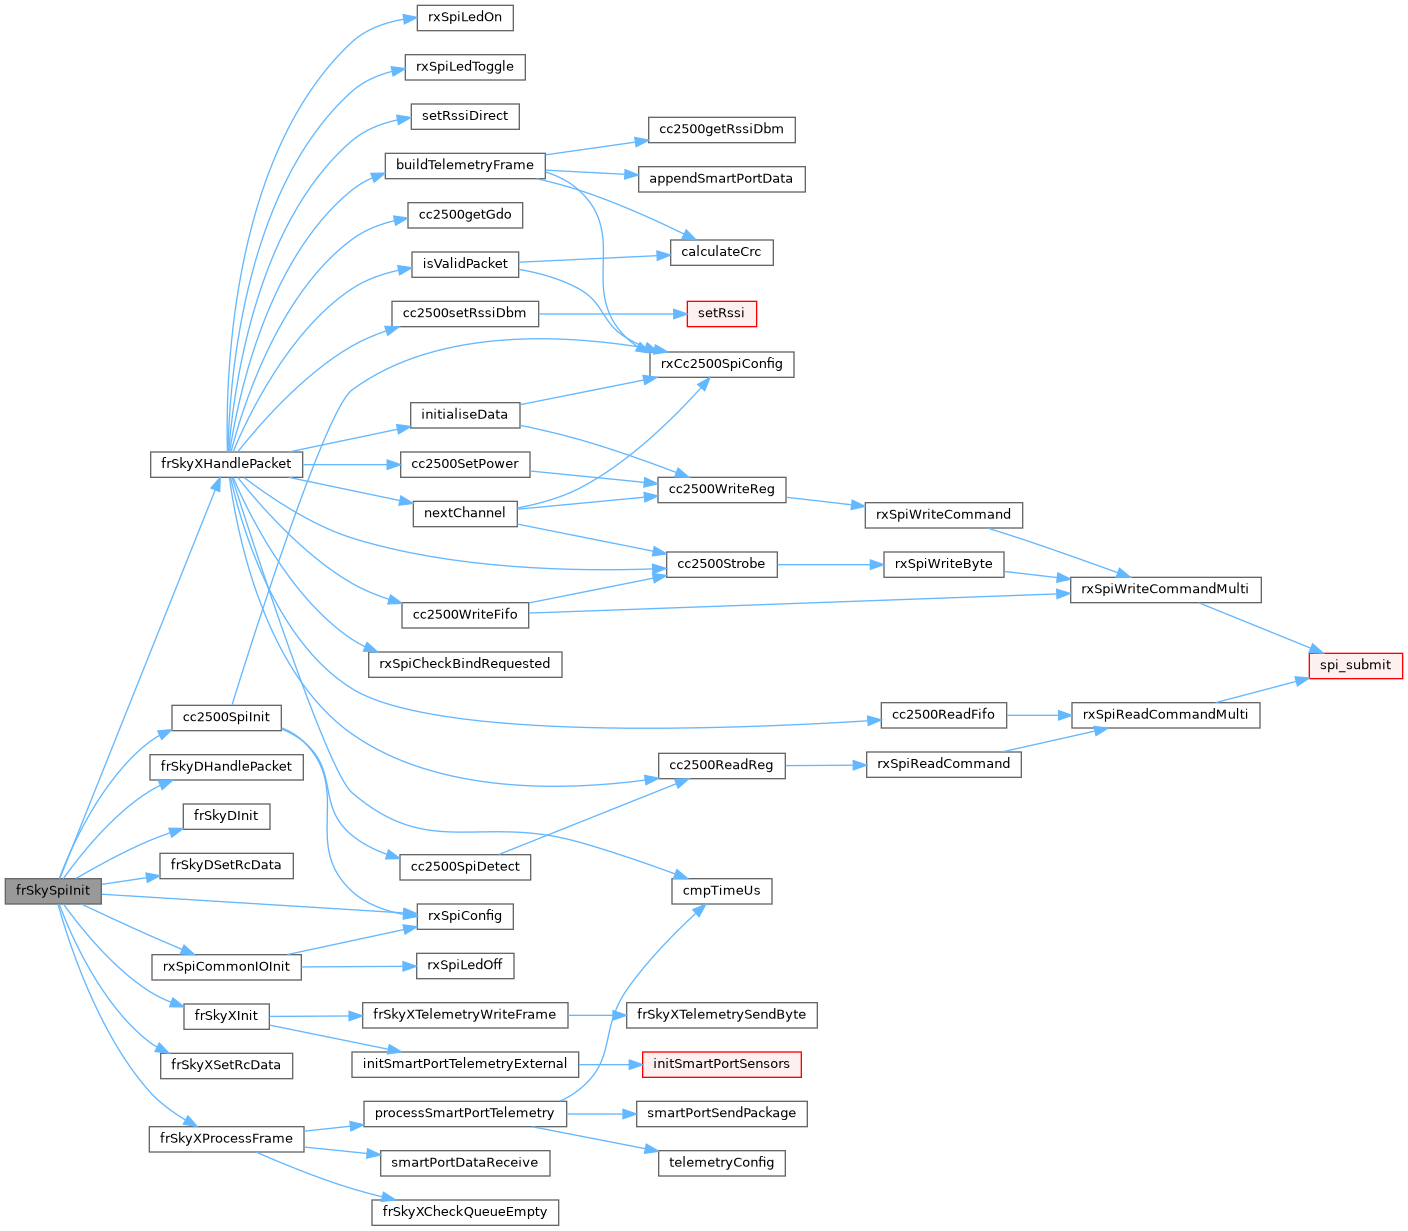 rxSpiLedOn
rxSpiLedToggle
setRssiDirect
cc2500getRssiDbm
buildTelemetryFrame
appendSmartPortData
cc2500getGdo
calculateCrc
isValidPacket
cc2500setRssiDbm
setRssi
rxCc2500SpiConfig
initialiseData
frSkyXHandlePacket
cc2500SetPower
cc2500WriteReg
nextChannel
rxSpiWriteCommand
cc2500Strobe
rxSpiWriteByte
rxSpiWriteCommandMulti
cc2500WriteFifo
rxSpiCheckBindRequested
spi_submit
cc2500SpiInit
cc2500ReadFifo
rxSpiReadCommandMulti
frSkyDHandlePacket
cc2500ReadReg
rxSpiReadCommand
frSkyDInit
frSkyDSetRcData
cc2500SpiDetect
frSkySpiInit
cmpTimeUs
rxSpiConfig
rxSpiCommonIOInit
rxSpiLedOff
frSkyXInit
frSkyXTelemetryWriteFrame
frSkyXTelemetrySendByte
frSkyXSetRcData
initSmartPortTelemetryExternal
initSmartPortSensors
processSmartPortTelemetry
smartPortSendPackage
frSkyXProcessFrame
smartPortDataReceive
telemetryConfig
frSkyXCheckQueueEmpty